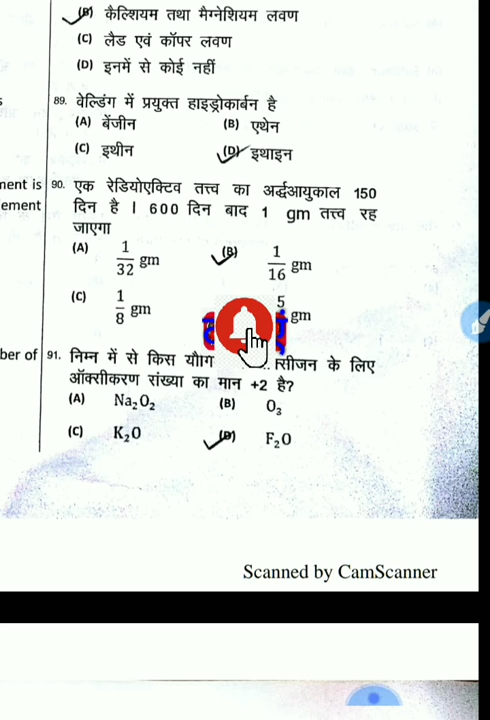 (B) कैल्शियम तथा मैग्नेशियम लवण
(C) लैड एवं कॉपर लवण
(D) इनमें से कोई नहीं
89. वेल्डिंग में प्रयुक्त हाइड्रोकार्बन है
(A) बेंजीन (B) एथेन
(C) इथीन (D) इथाइन
ment is 90. एक रेडियोएक्टिव तत्त्व का अर्द्धआयुकाल 150
ement दिन है । 600 दिन बाद 1 gm तत्त्व रह
जाएगा
(A) 1/32 gm (B) 1/16 gm
(C) 1/8 gm 5 gm
ber of 91. निम्न में से किस के लिए
ऑक्सीकरण संख्या का मान +2 है?
(A) Na₂O₂ (B) O₃
(C) K₂O (D) F₂O
Scanned by CamScanner